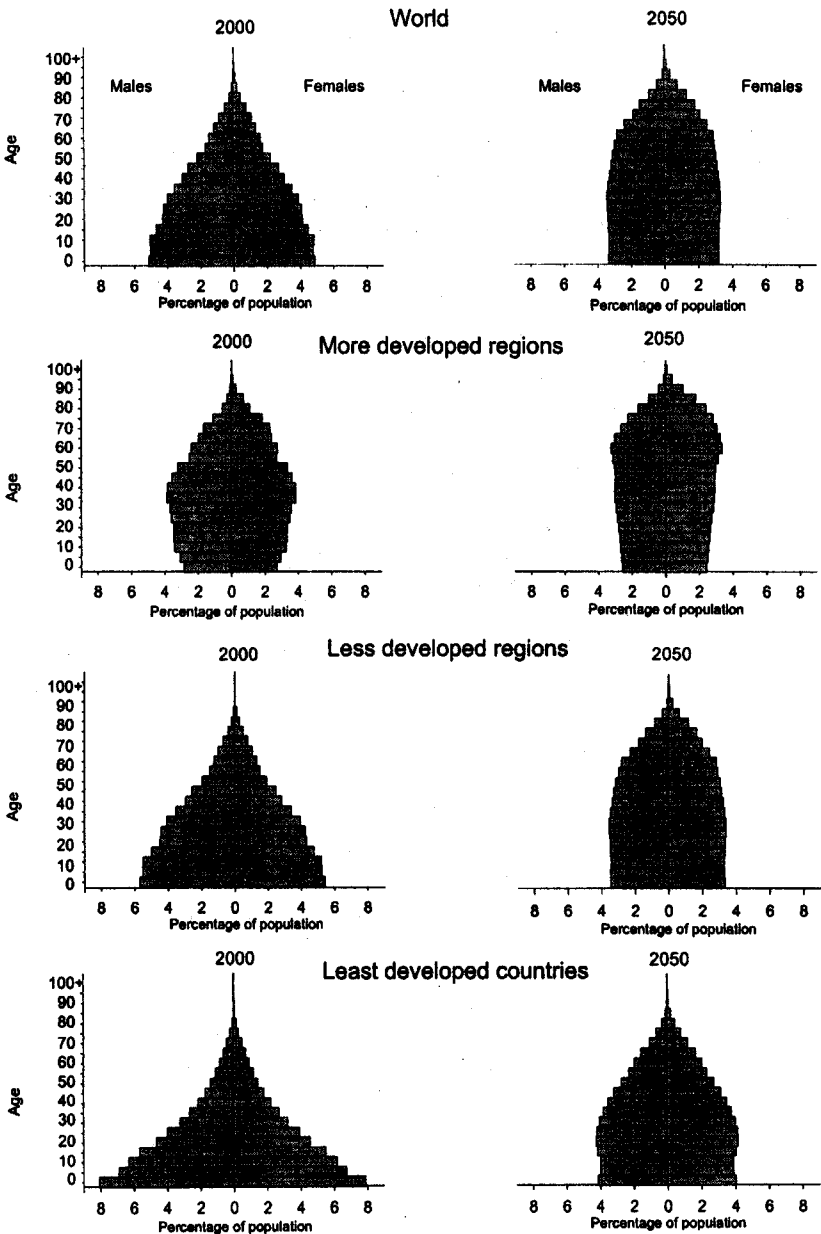 World
2000 2050
100+
90
80
70
60
50
40
30
20
10
0
Age
Males Females
Males Females
8 6 4 2 0 2 4 6 8
Percentage of population
8 6 4 2 0 2 4 6 8
Percentage of population
More developed regions
2000 2050
100+
90
80
70
60
50
40
30
20
10
0
Age
8 6 4 2 0 2 4 6 8
Percentage of population
8 6 4 2 0 2 4 6 8
Percentage of population
Less developed regions
2000 2050
100+
90
80
70
60
50
40
30
20
10
0
Age
8 6 4 2 0 2 4 6 8
Percentage of population
8 6 4 2 0 2 4 6 8
Percentage of population
Least developed countries
2000 2050
100+
90
80
70
60
50
40
30
20
10
0
Age
8 6 4 2 0 2 4 6 8
Percentage of population
8 6 4 2 0 2 4 6 8
Percentage of population